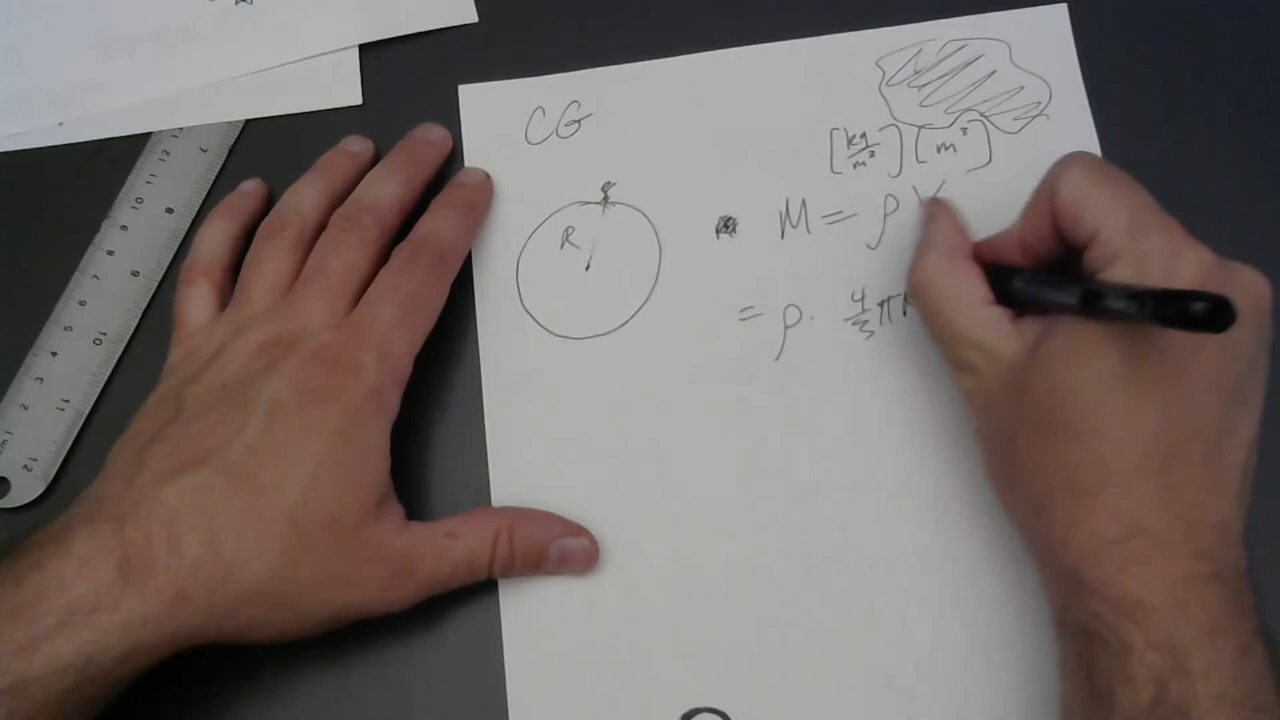 CG
[kg/m³] [m³]
R
M = ρ V
= ρ · 4/3 π